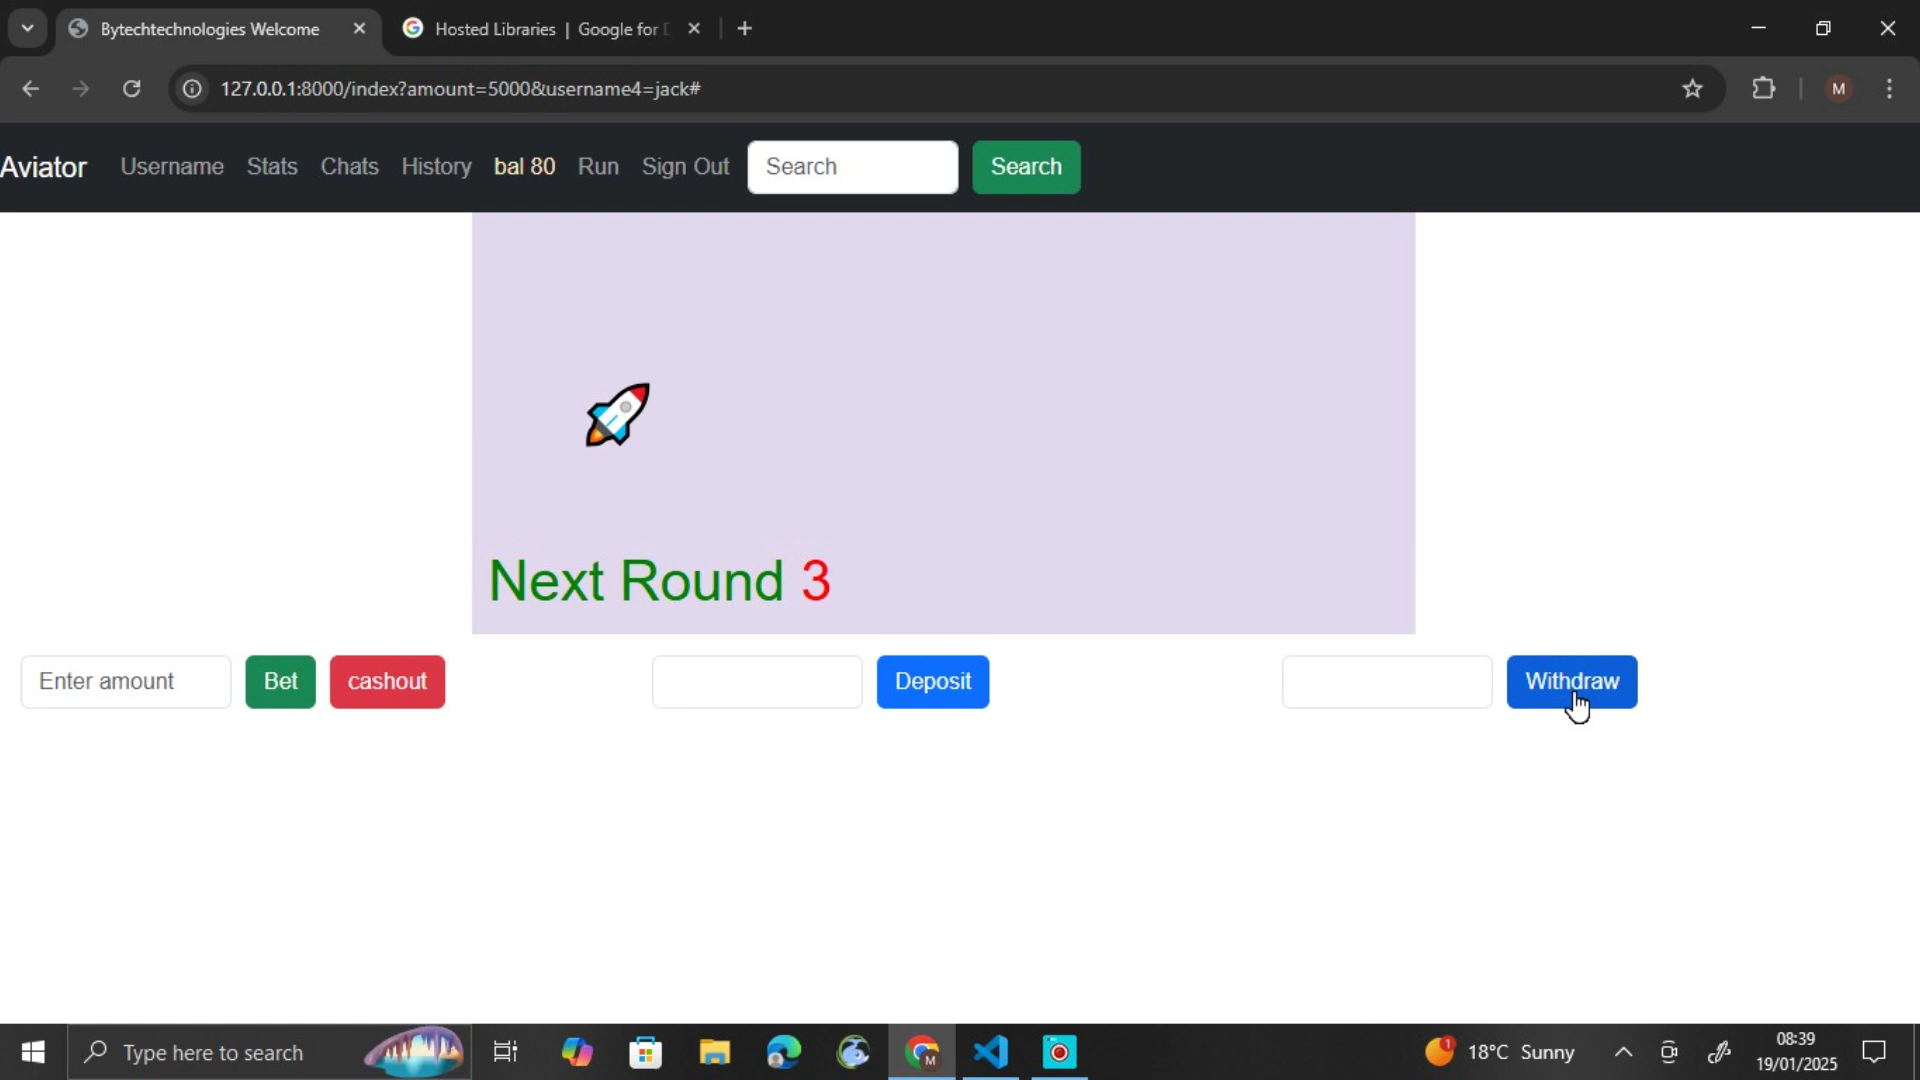 Bytechtechnologies Welcome
Hosted Libraries | Google for
127.0.0.1:8000/index?amount=5000&username4=jack#
M
Aviator Username Stats Chats History bal 80 Run Sign Out Search Search
Next Round 3
Enter amount Bet cashout Deposit Withdraw
Type here to search
M
1
18°C Sunny
08:39
19/01/2025